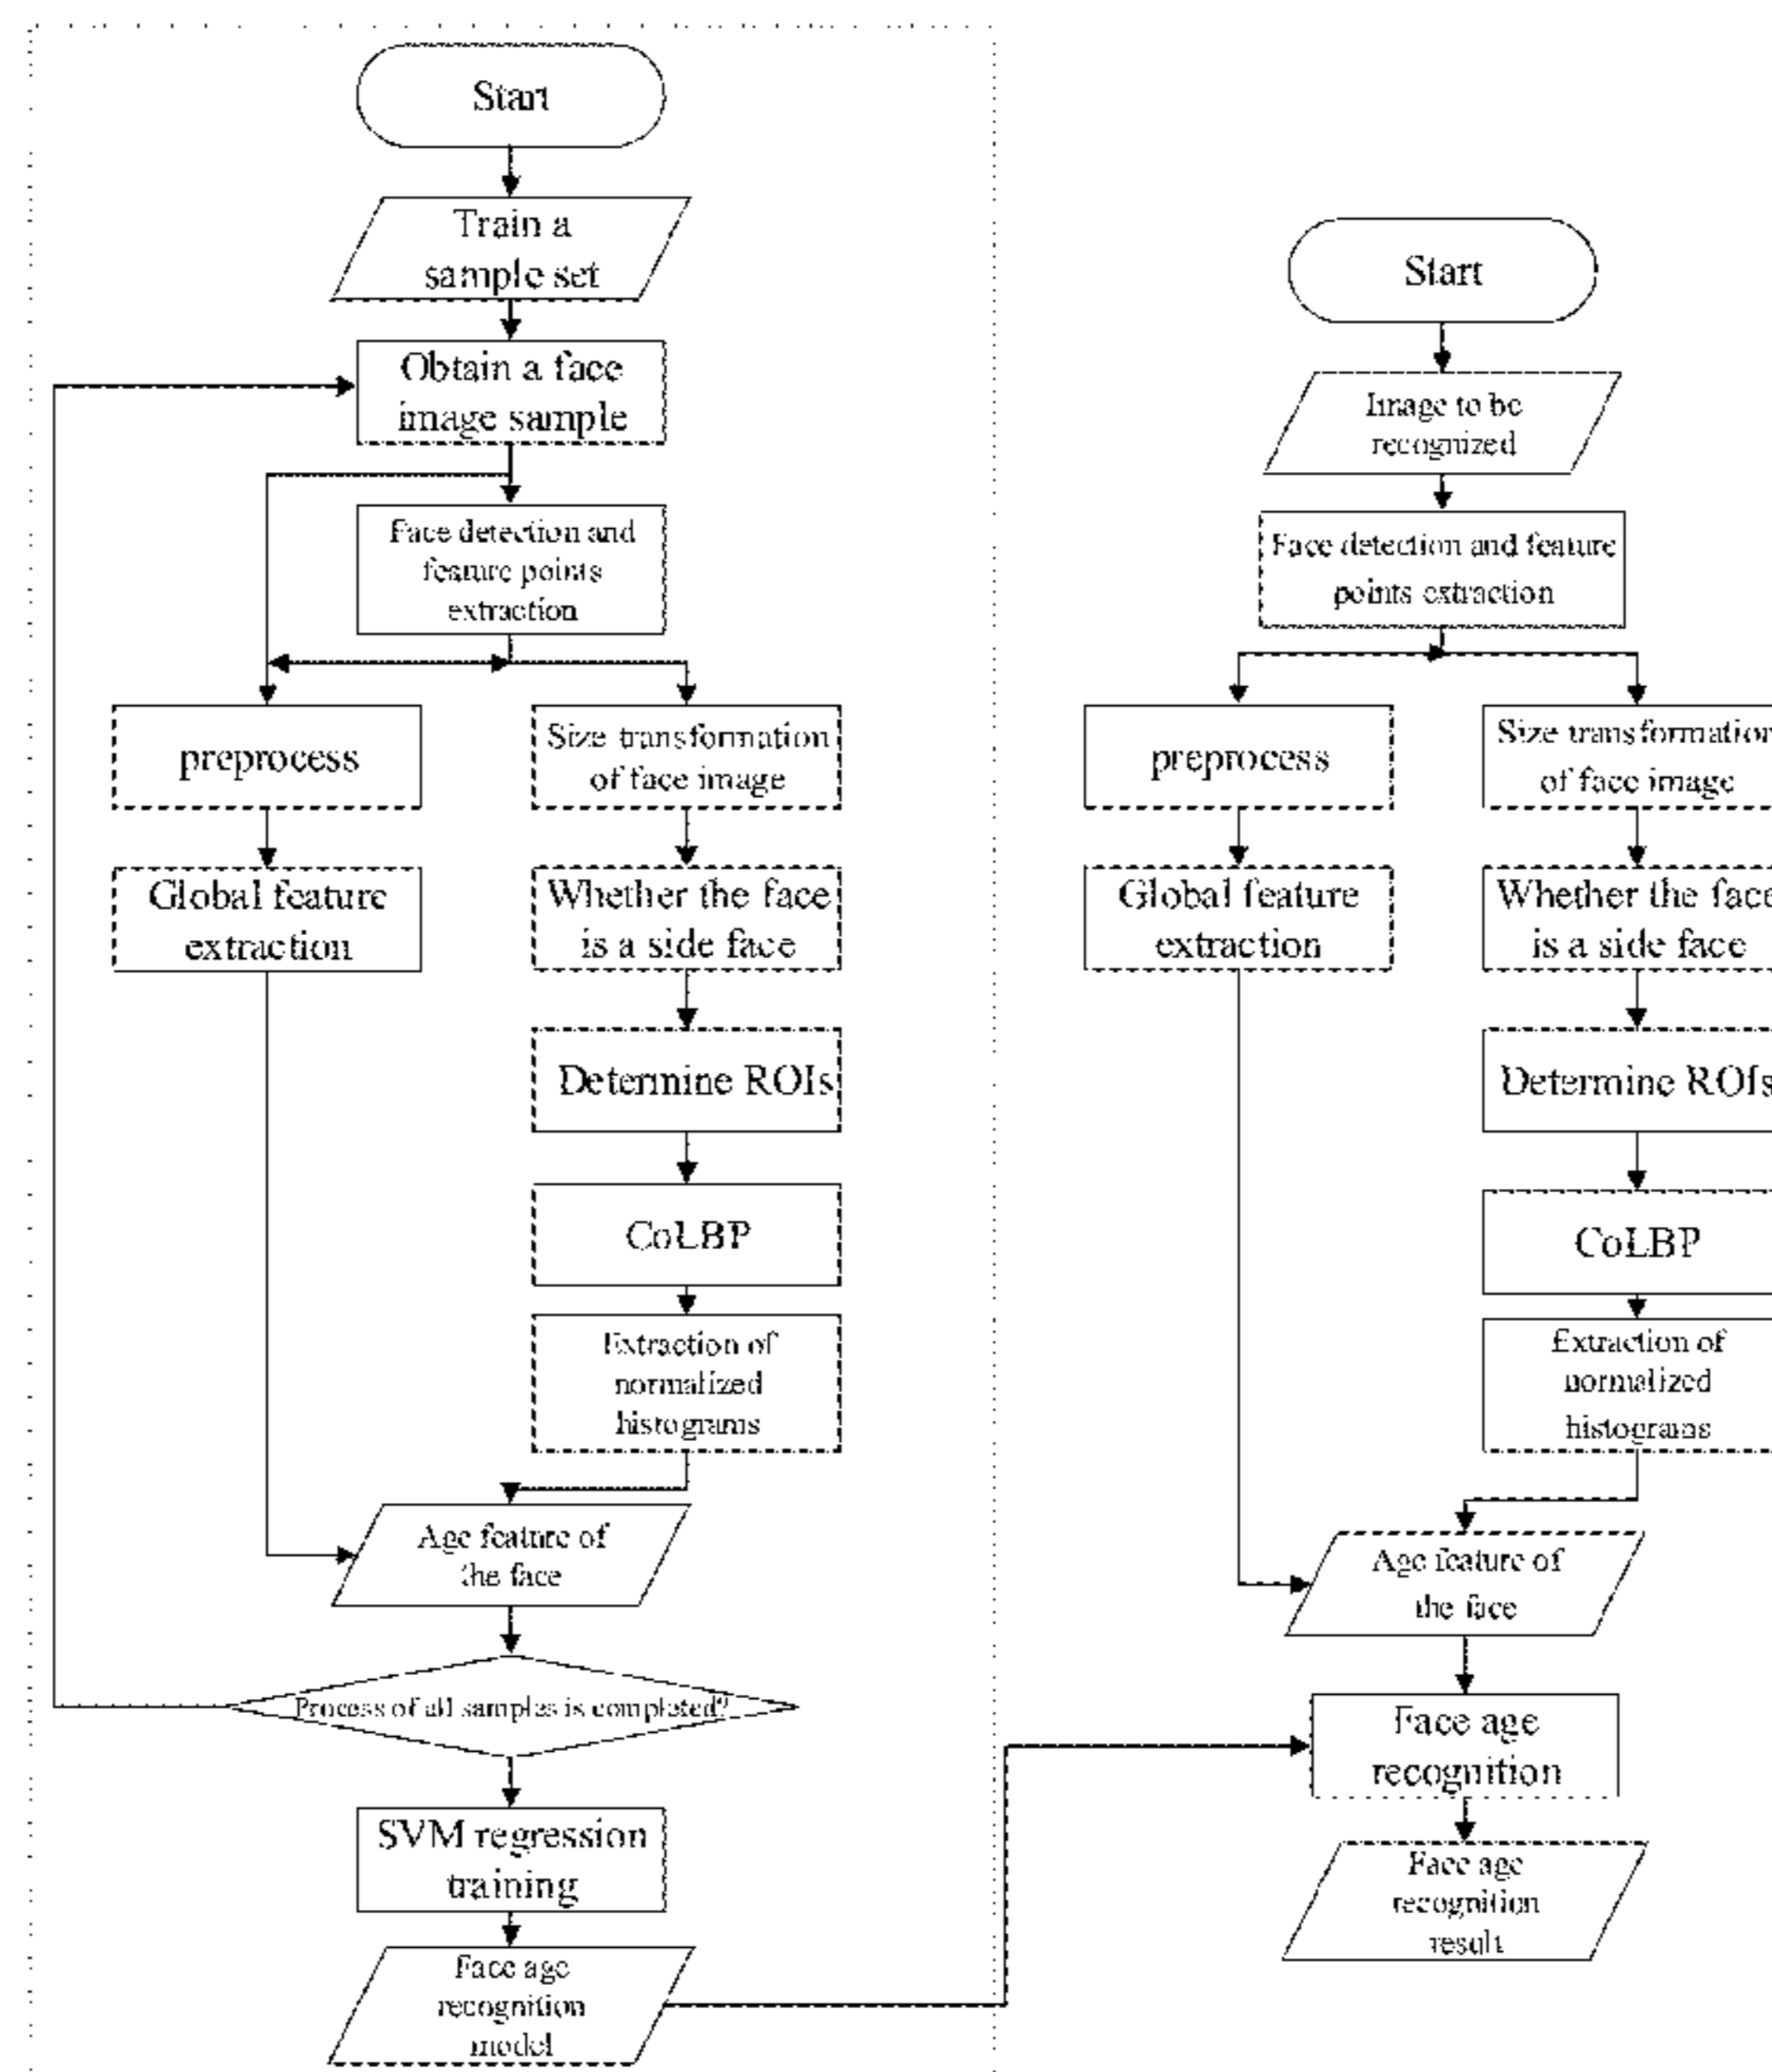 Start
Train a
sample set
Obtain a face
image sample
Face detection and
feature points
extraction
preprocess
Size transformation
of face image
Global feature
extraction
Whether the face
is a side face
Determine ROIs
CoLBP
Extraction of
normalized
histograms
Age feature of
the face
Process of all samples is completed?
SVM regression
training
Face age
recognition
model
Start
Image to be
recognized
Face detection and feature
points extraction
preprocess
Size transformation
of face image
Global feature
extraction
Whether the face
is a side face
Determine ROIs
CoLBP
Extraction of
normalized
histograms
Age feature of
the face
Face age
recognition
Face age
recognition
result